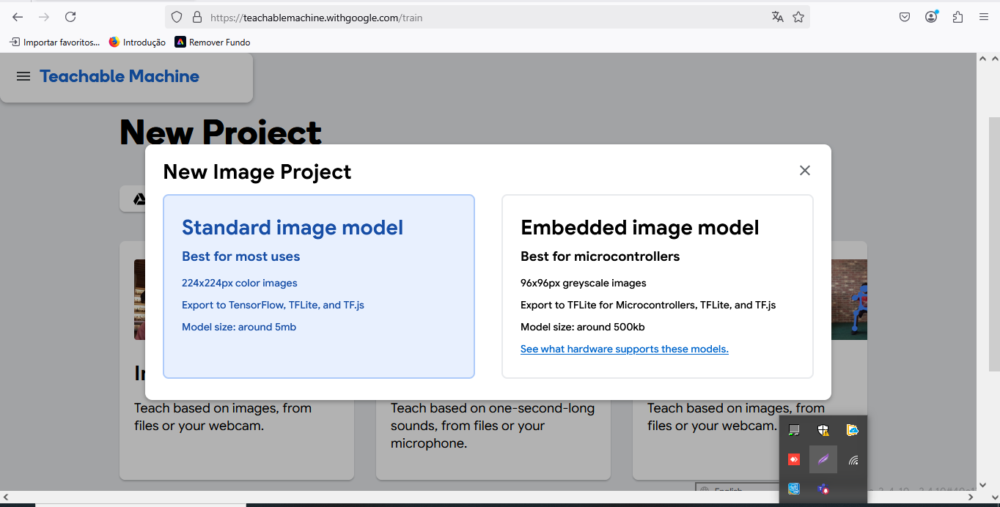 https://teachablemachine.withgoogle.com/train
Importar favoritos...
Introdução
Remover Fundo
Teachable Machine
New Project
New Image Project
Standard image model
Best for most uses
224x224px color images
Export to TensorFlow, TFLite, and TF.js
Model size: around 5mb
Embedded image model
Best for microcontrollers
96x96px greyscale images
Export to TFLite for Microcontrollers, TFLite, and TF.js
Model size: around 500kb
See what hardware supports these models.
Teach based on images, from
files or your webcam.
Teach based on one-second-long
sounds, from files or your
microphone.
Teach based on images, from
files or your webcam.
English